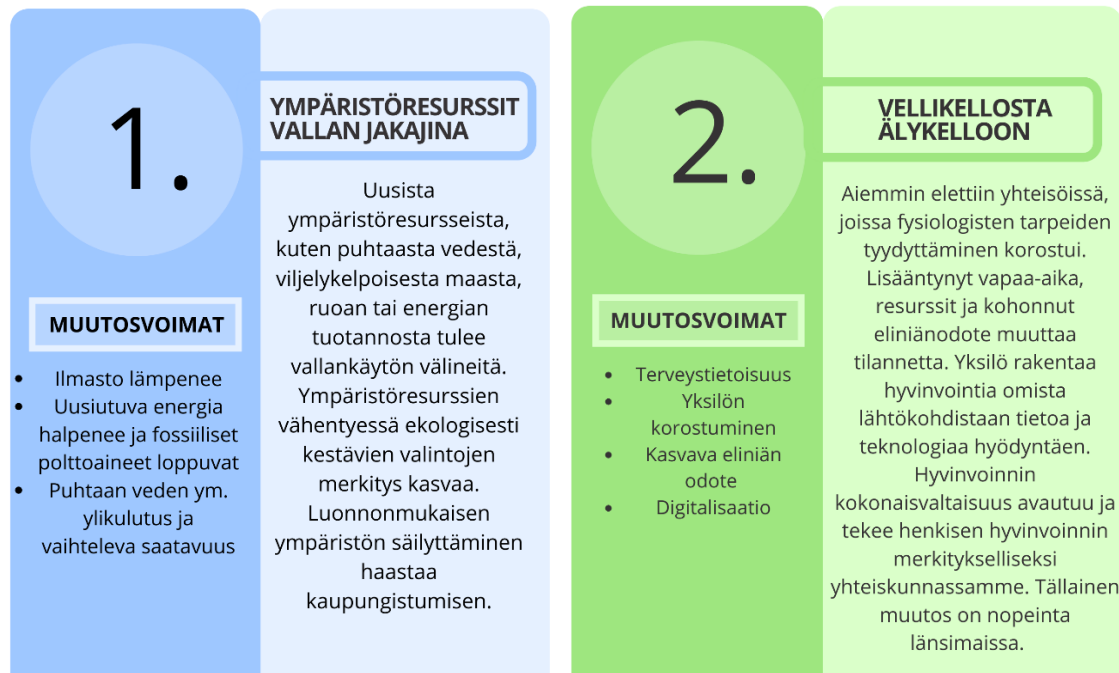 1.
YMPÄRISTÖRESURSSIT
VALLAN JAKAJINA
MUUTOSVOIMAT
• Ilmasto lämpenee
• Uusiutuva energia
halpenee ja fossiiliset
polttoaineet loppuvat
• Puhtaan veden ym.
ylikulutus ja
vaihteleva saatavuus
Uusista
ympäristöresursseista,
kuten puhtaasta vedestä,
viljelykelpoisesta maasta,
ruoan tai energian
tuotannosta tulee
vallankäytön välineitä.
Ympäristöresurssien
vähentyessä ekologisesti
kestävien valintojen
merkitys kasvaa.
Luonnonmukaisen
ympäristön säilyttäminen
haastaa
kaupungistumisen.
2.
VELLIKELLOSTA
ÄLYKELLOON
MUUTOSVOIMAT
• Terveystietoisuus
• Yksilön
korostuminen
• Kasvava eliniän
odote
• Digitalisaatio
Aiemmin elettiin yhteisöissä,
joissa fysiologisten tarpeiden
tyydyttäminen korostui.
Lisääntynyt vapaa-aika,
resurssit ja kohonnut
eliniänodote muuttaa
tilannetta. Yksilö rakentaa
hyvinvointia omista
lähtökohdistaan tietoa ja
teknologiaa hyödyntäen.
Hyvinvoinnin
kokonaisvaltaisuus avautuu ja
tekee henkisen hyvinvoinnin
merkitykselliseksi
yhteiskunnassamme. Tällainen
muutos on nopeinta
länsimaissa.